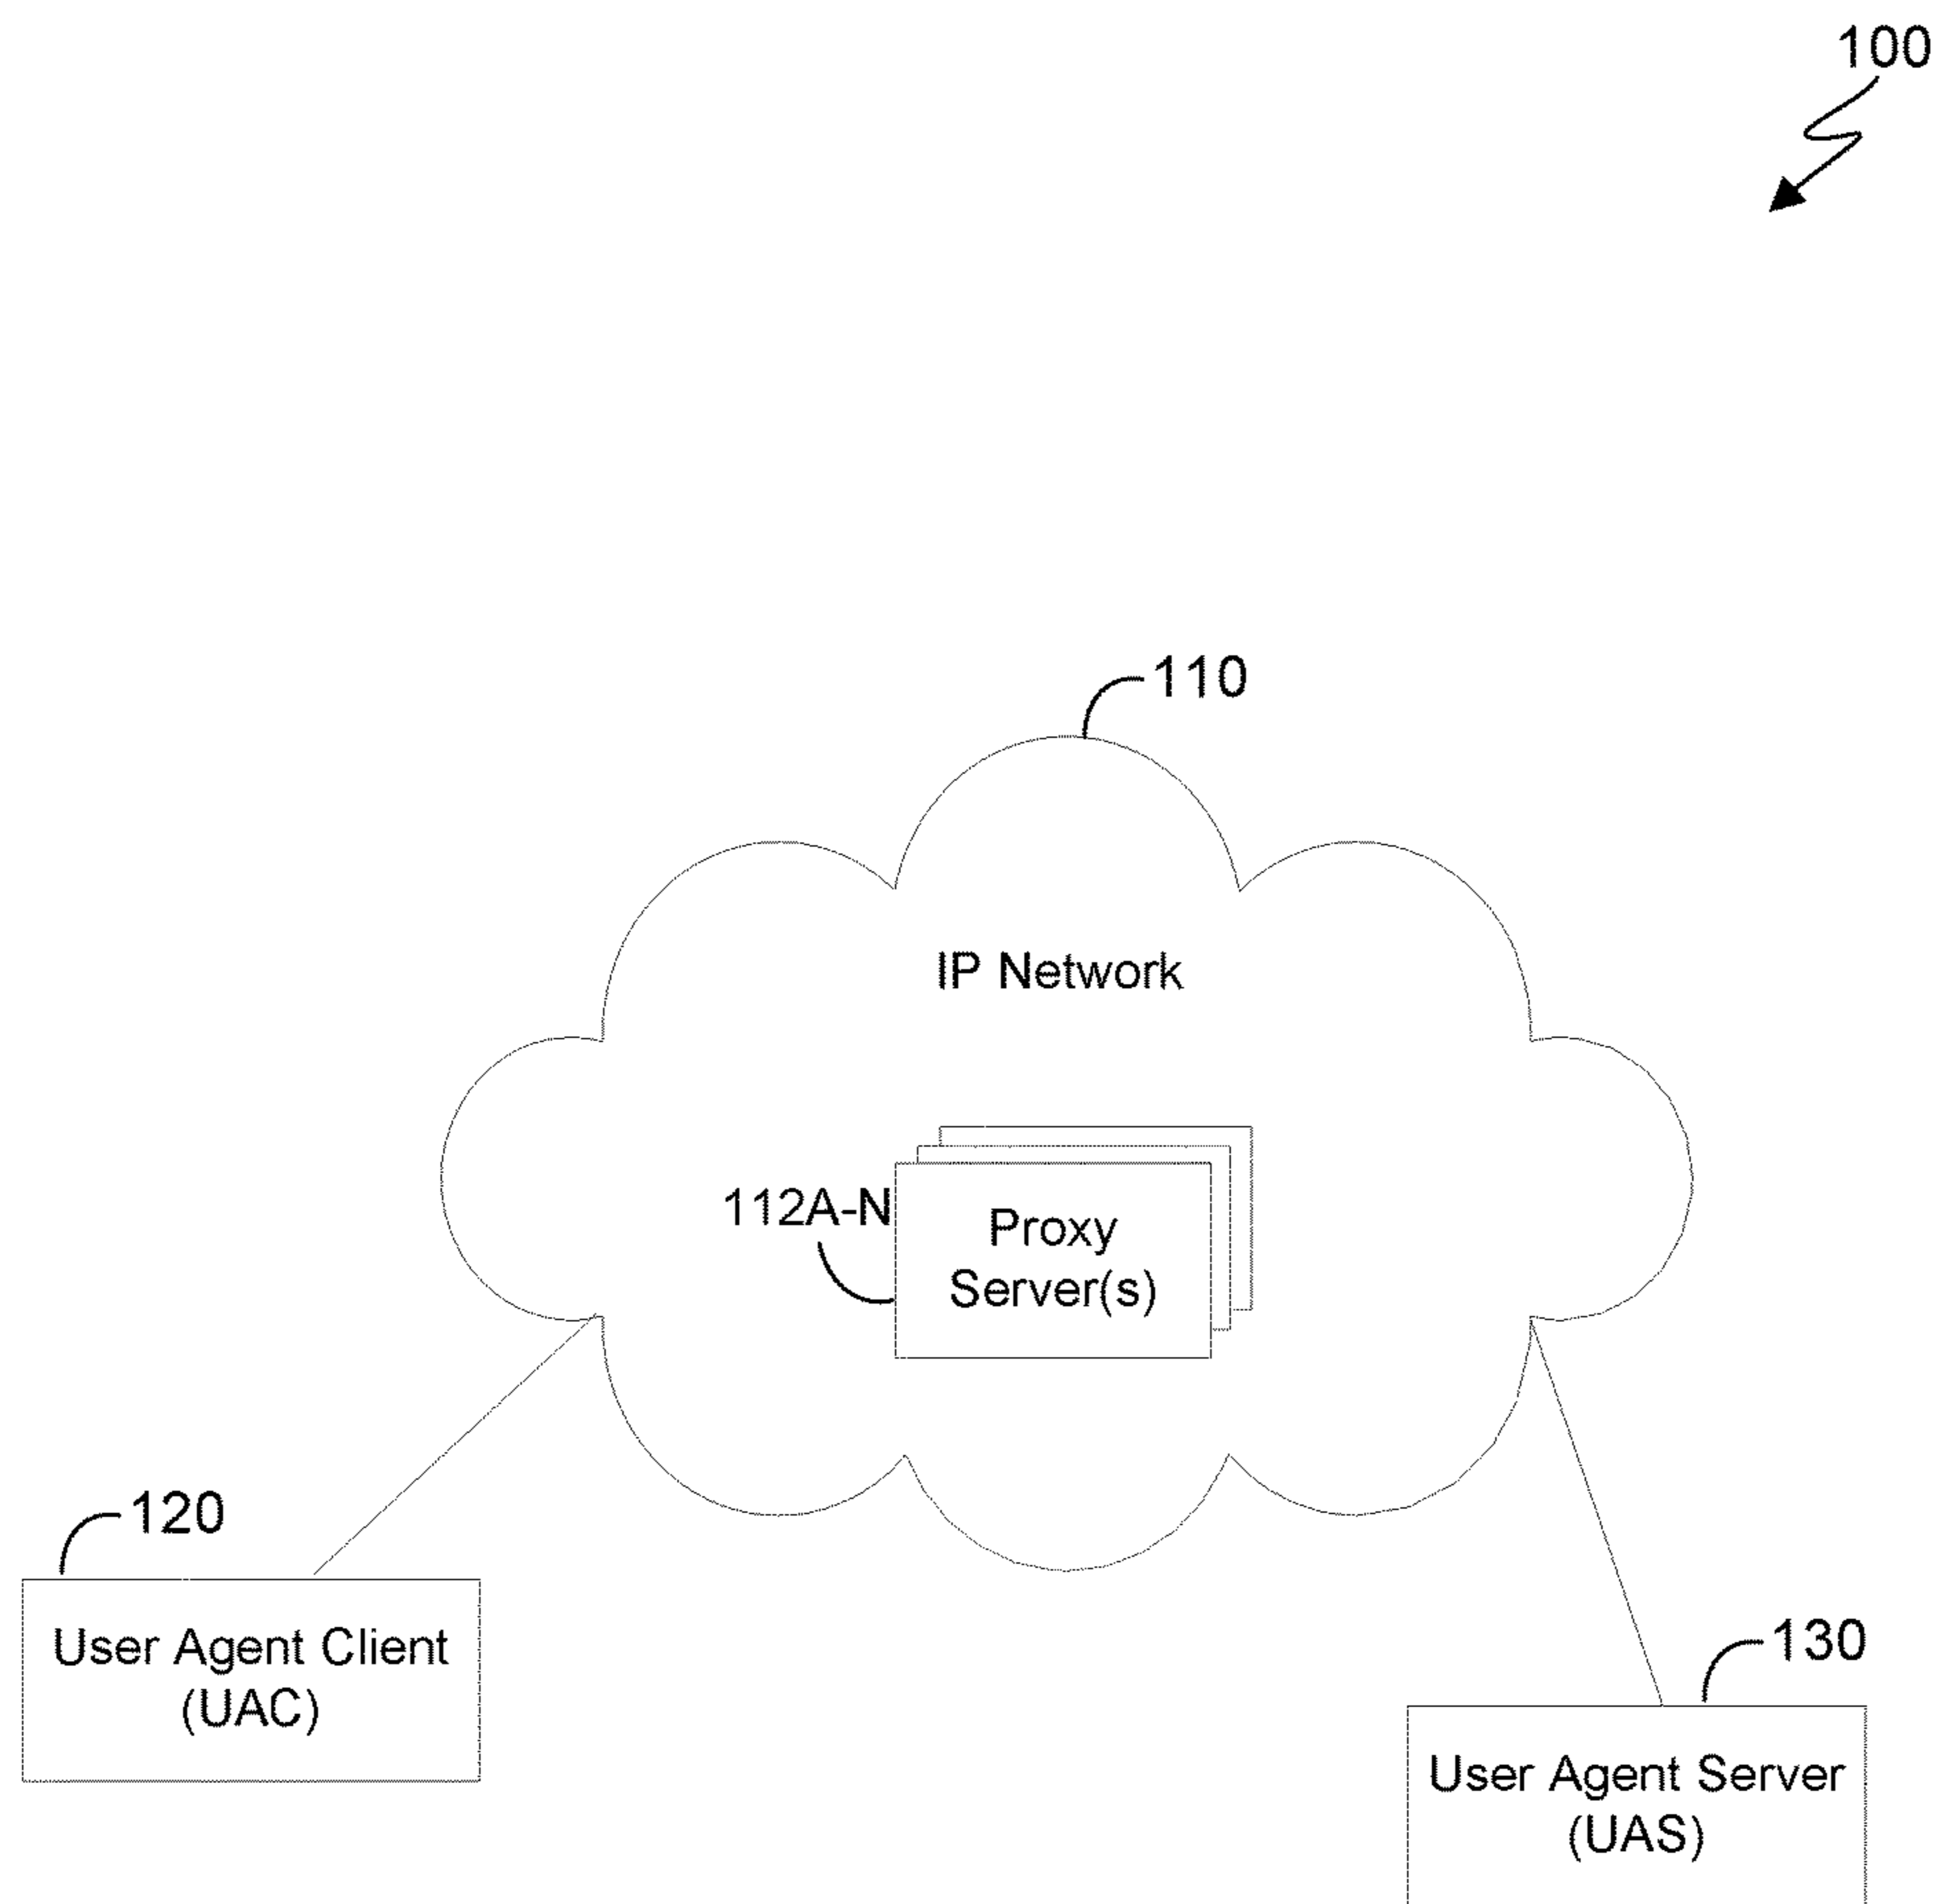 100
110
IP Network
112A-N
Proxy
Server(s)
120
User Agent Client
(UAC)
130
User Agent Server
(UAS)